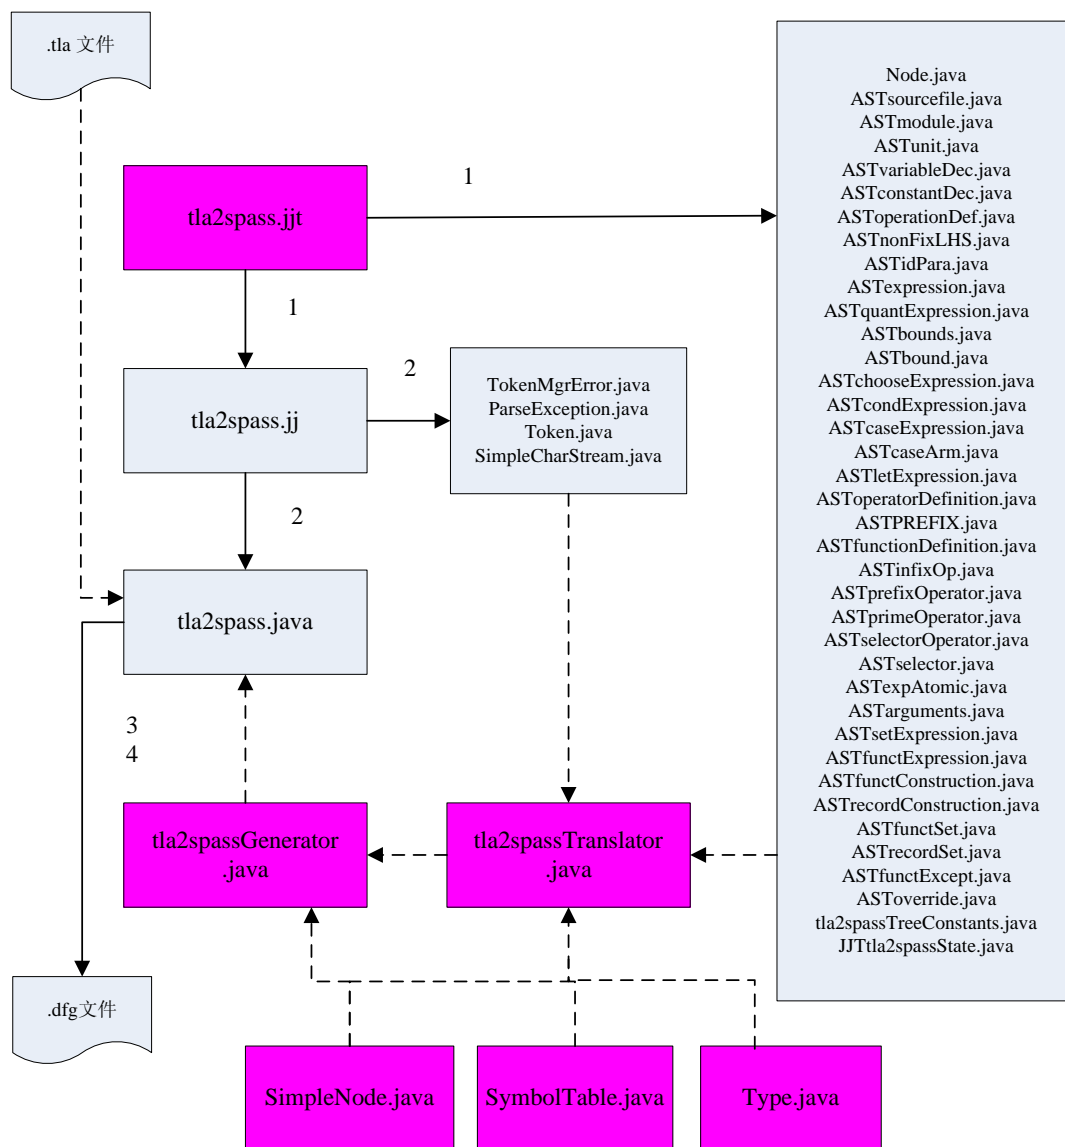 .tla 文件
tla2spass.jjt
1
1
tla2spass.jj
2
TokenMgrError.java
ParseException.java
Token.java
SimpleCharStream.java
2
tla2spass.java
3
4
tla2spassGenerator
.java
tla2spassTranslator
.java
Node.java
ASTsourcefile.java
ASTmodule.java
ASTunit.java
ASTvariableDec.java
ASTconstantDec.java
ASToperationDef.java
ASTnonFixLHS.java
ASTidPara.java
ASTexpression.java
ASTquantExpression.java
ASTbounds.java
ASTbound.java
ASTchooseExpression.java
ASTcondExpression.java
ASTcaseExpression.java
ASTcaseArm.java
ASTletExpression.java
ASToperatorDefinition.java
ASTPREFIX.java
ASTfunctionDefinition.java
ASTinfixOp.java
ASTprefixOperator.java
ASTprimeOperator.java
ASTselectorOperator.java
ASTselector.java
ASTexpAtomic.java
ASTarguments.java
ASTsetExpression.java
ASTfunctExpression.java
ASTfunctConstruction.java
ASTrecordConstruction.java
ASTfunctSet.java
ASTrecordSet.java
ASTfunctExcept.java
ASToverride.java
tla2spassTreeConstants.java
JJTtla2spassState.java
.dfg文件
SimpleNode.java
SymbolTable.java
Type.java